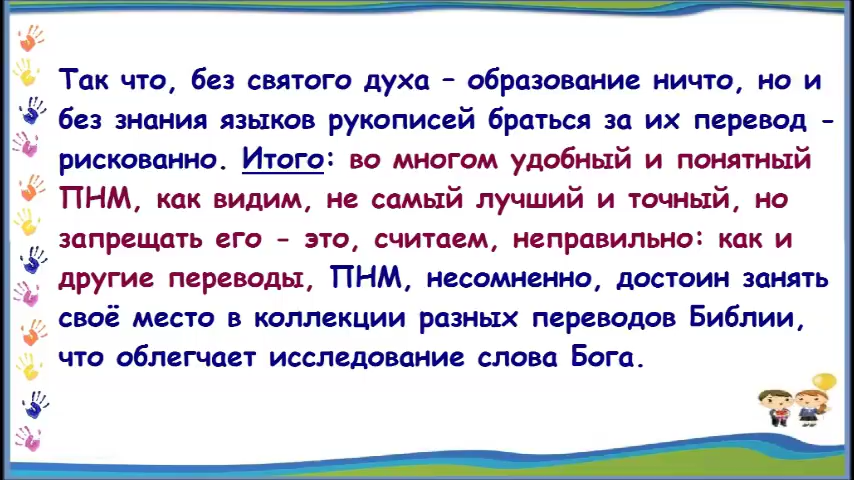 Так что, без святого духа – образование ничто, но и
без знания языков рукописей браться за их перевод -
рискованно. Итого: во многом удобный и понятный
ПНМ, как видим, не самый лучший и точный, но
запрещать его - это, считаем, неправильно: как и
другие переводы, ПНМ, несомненно, достоин занять
своё место в коллекции разных переводов Библии,
что облегчает исследование слова Бога.